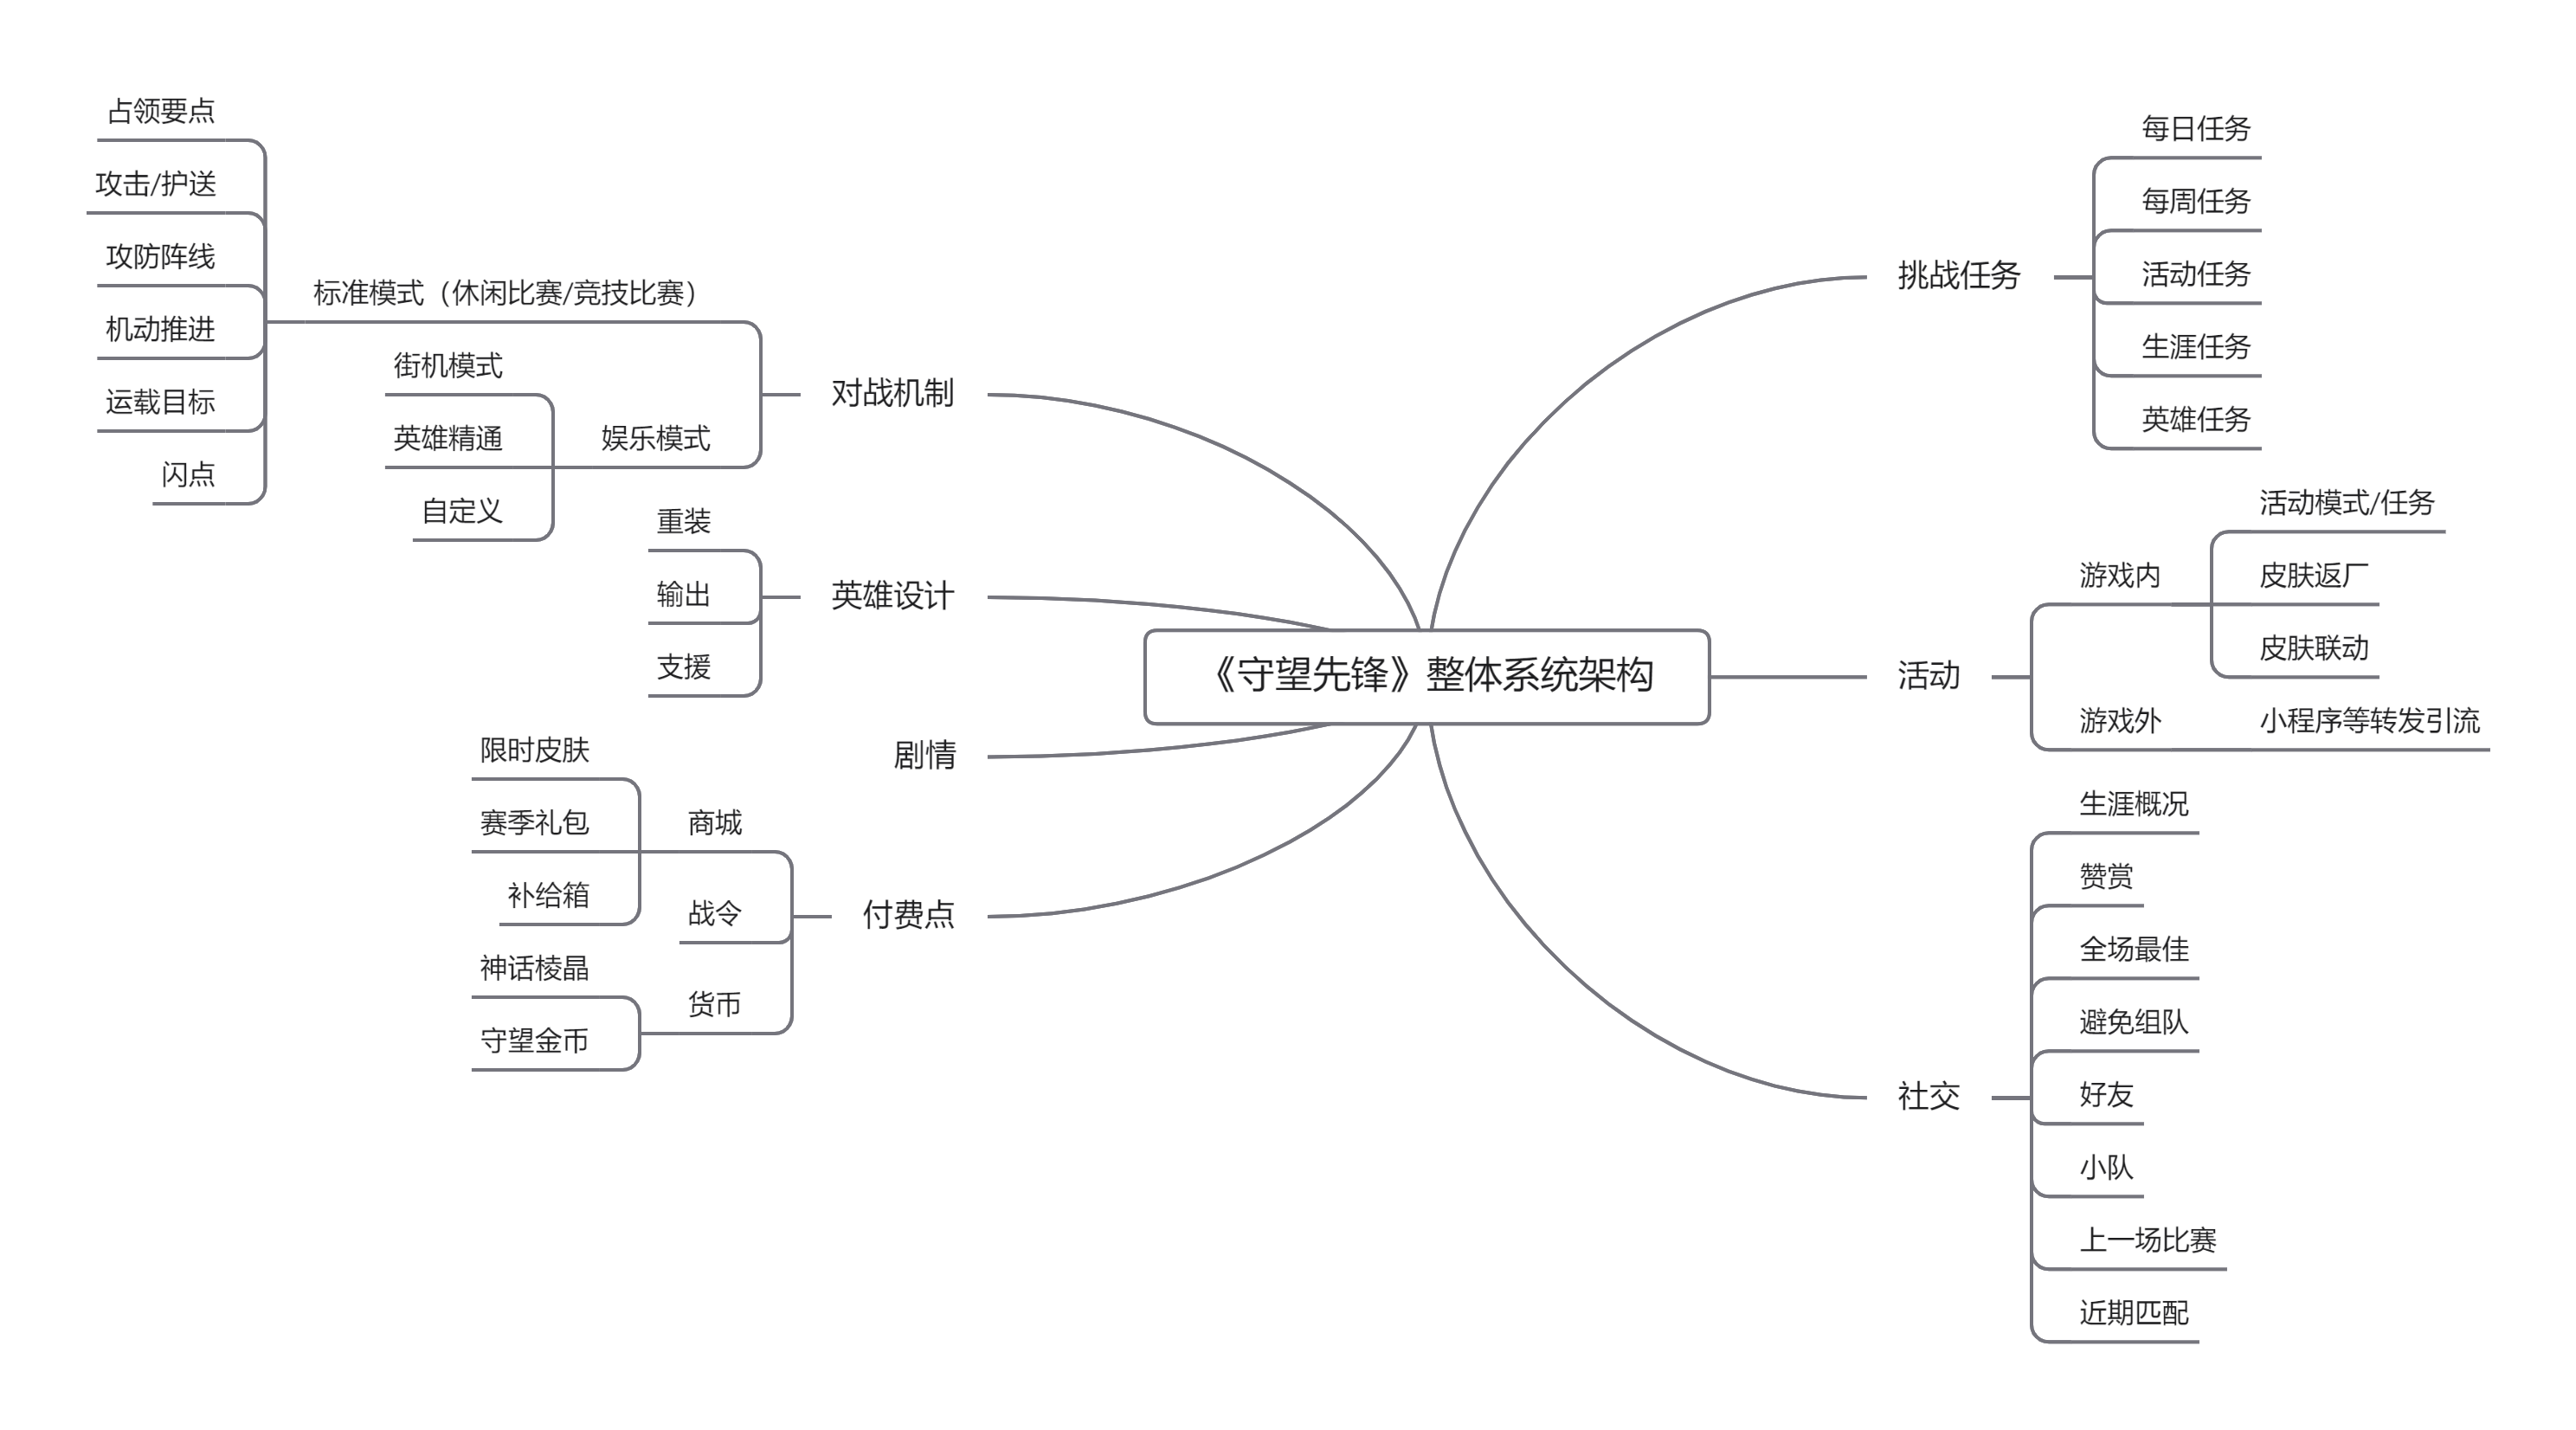 《守望先锋》整体系统架构
对战机制
标准模式（休闲比赛/竞技比赛）
占领要点
攻击/护送
攻防阵线
机动推进
运载目标
闪点
娱乐模式
街机模式
英雄精通
自定义
英雄设计
重装
输出
支援
剧情
付费点
商城
限时皮肤
赛季礼包
补给箱
战令
货币
神话棱晶
守望金币
挑战任务
每日任务
每周任务
活动任务
生涯任务
英雄任务
活动
游戏内
活动模式/任务
皮肤返厂
皮肤联动
游戏外
小程序等转发引流
社交
生涯概况
赞赏
全场最佳
避免组队
好友
小队
上一场比赛
近期匹配